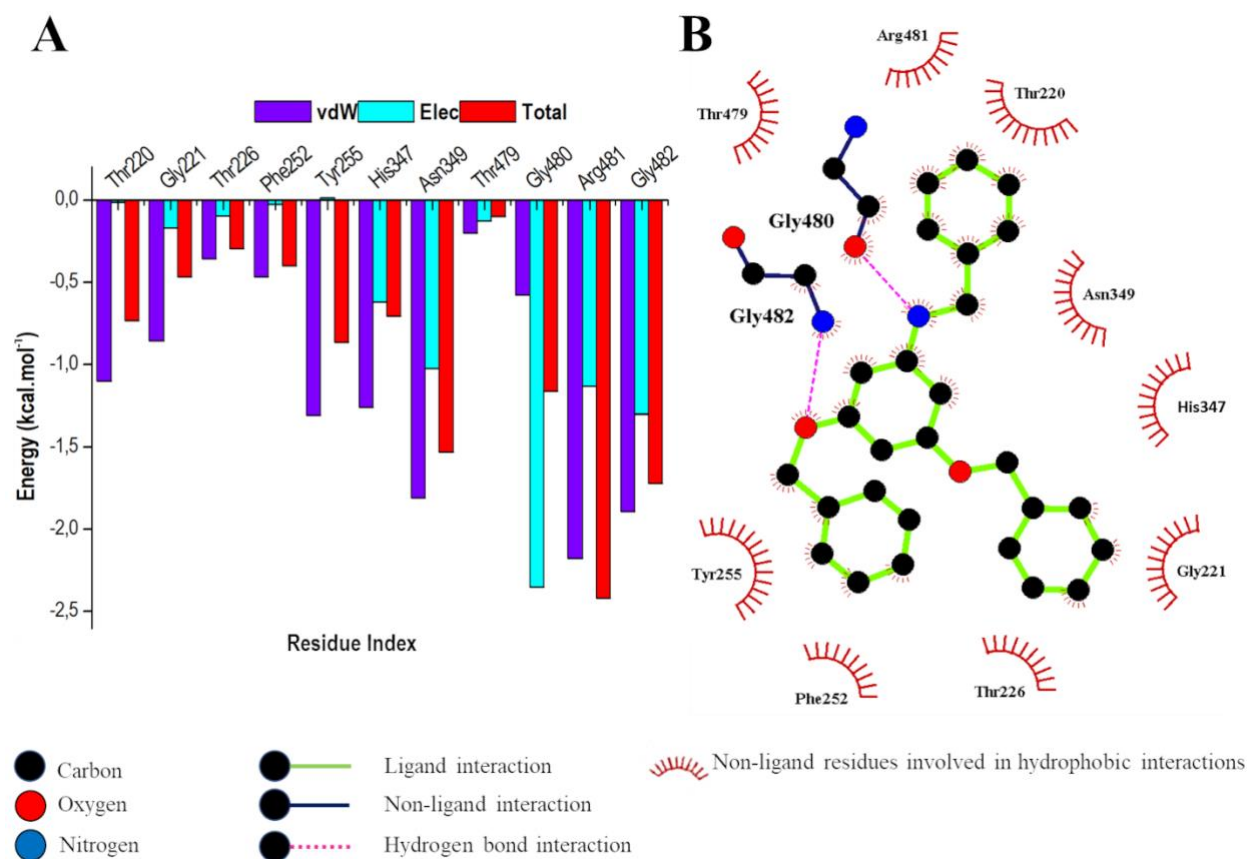 A
vdW Elec Total
Thr220 Gly221 Thr226 Phe252 Tyr255 His347 Asn349 Thr479 Gly480 Arg481 Gly482
0,0
-0,5
-1,0
-1,5
-2,0
-2,5
Energy (kcal.mol⁻¹)
Residue Index
B
Arg481
Thr479
Thr220
Gly480
Asn349
Gly482
His347
Tyr255
Gly221
Phe252
Thr226
Carbon
Oxygen
Nitrogen
Ligand interaction
Non-ligand interaction
Hydrogen bond interaction
Non-ligand residues involved in hydrophobic interactions